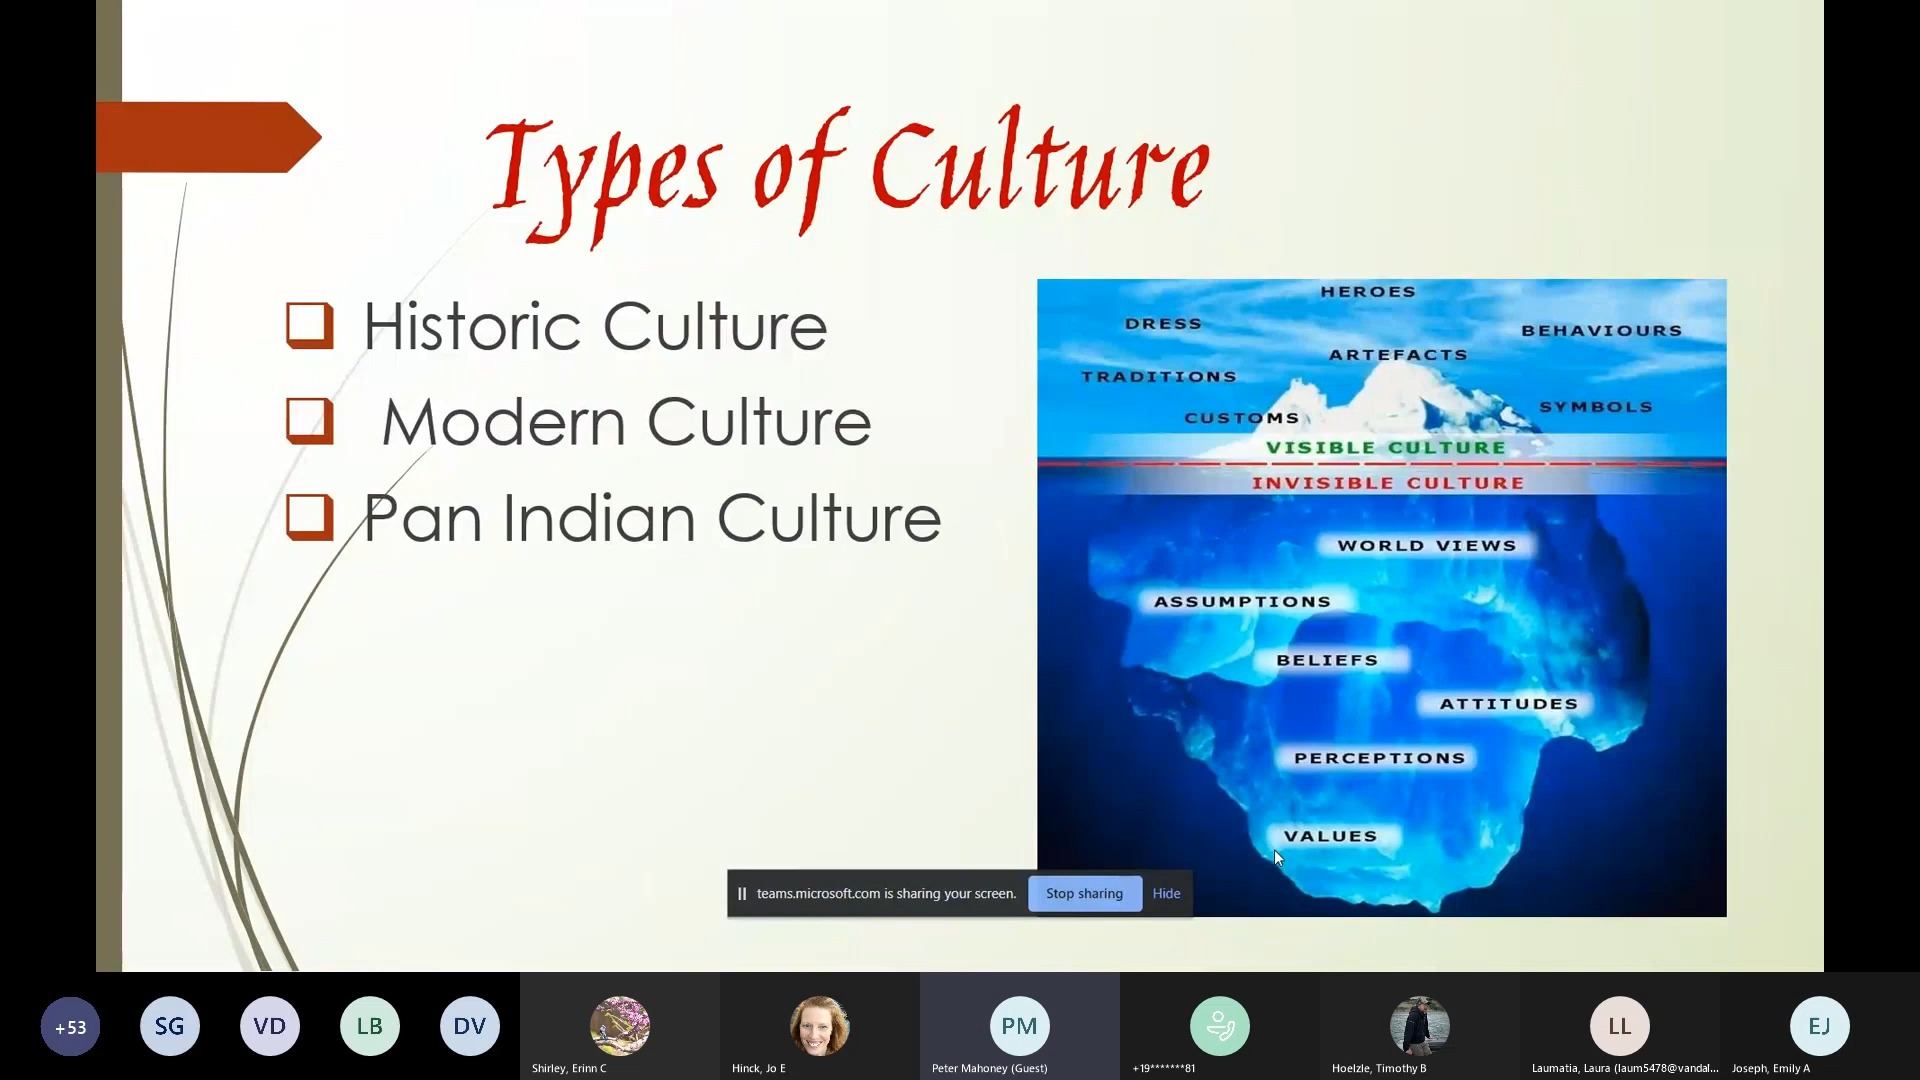 Types of Culture
Historic Culture
Modern Culture
Pan Indian Culture
HEROES
DRESS
BEHAVIOURS
ARTEFACTS
TRADITIONS
SYMBOLS
CUSTOMS
VISIBLE CULTURE
INVISIBLE CULTURE
WORLD VIEWS
ASSUMPTIONS
BELIEFS
ATTITUDES
PERCEPTIONS
VALUES
teams.microsoft.com is sharing your screen. Stop sharing Hide
+53 SG VD LB DV PM LL EJ
Shirley, Erinn C Hinck, Jo E Peter Mahoney (Guest) +19*******81 Hoelzle, Timothy B Laumatia, Laura (laum5478@vandal... Joseph, Emily A